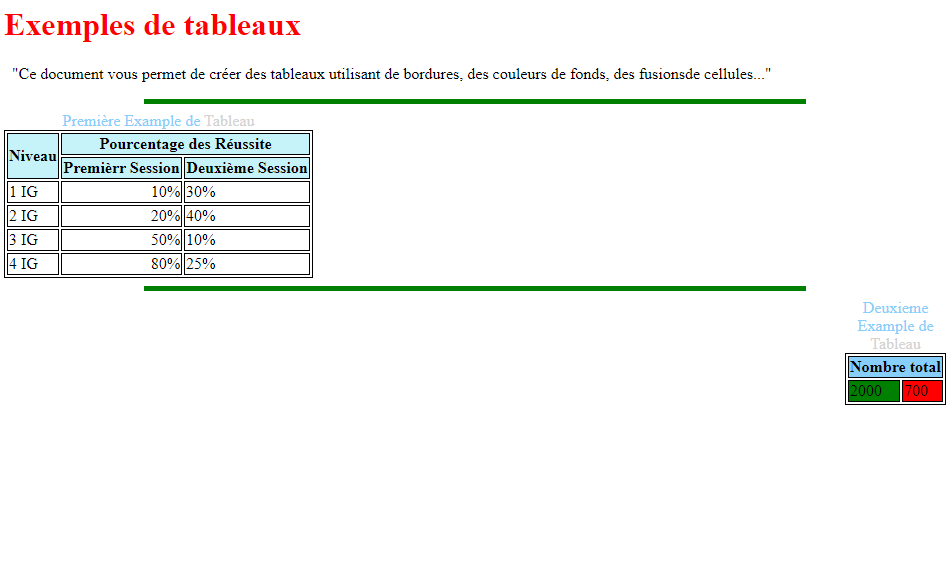 Exemples de tableaux
"Ce document vous permet de créer des tableaux utilisant de bordures, des couleurs de fonds, des fusionsde cellules..."
Première Example de Tableau
Niveau Pourcentage des Réussite
Premièrr Session Deuxième Session
1 IG 10% 30%
2 IG 20% 40%
3 IG 50% 10%
4 IG 80% 25%
Deuxieme
Example de
Tableau
Nombre total
2000 700